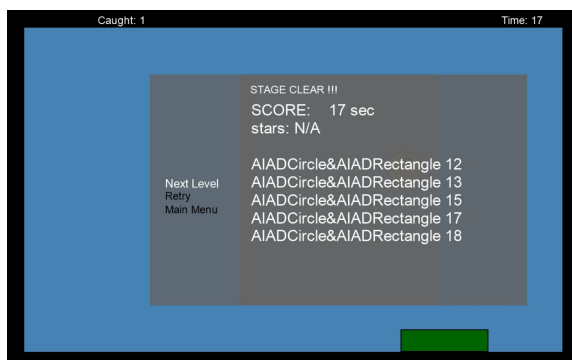 Caught: 1 Time: 17
STAGE CLEAR !!!
SCORE: 17 sec
stars: N/A
AIADCircle&AIADRectangle 12
Next Level AIADCircle&AIADRectangle 13
Retry AIADCircle&AIADRectangle 15
Main Menu AIADCircle&AIADRectangle 17
AIADCircle&AIADRectangle 18